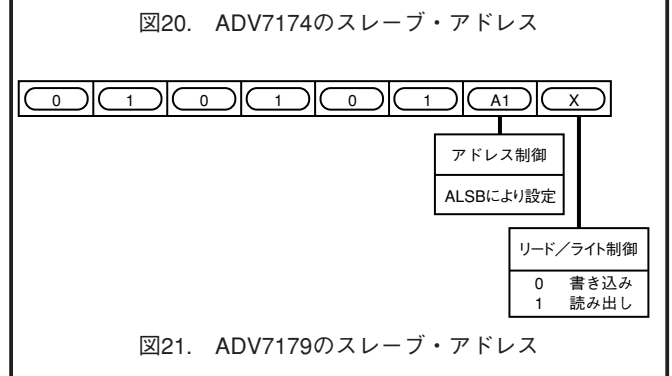 図20. ADV7174のスレーブ・アドレス
0 1 0 1 0 1 A1 X
アドレス制御
ALSBにより設定
リード／ライト制御
0 書き込み
1 読み出し
図21. ADV7179のスレーブ・アドレス